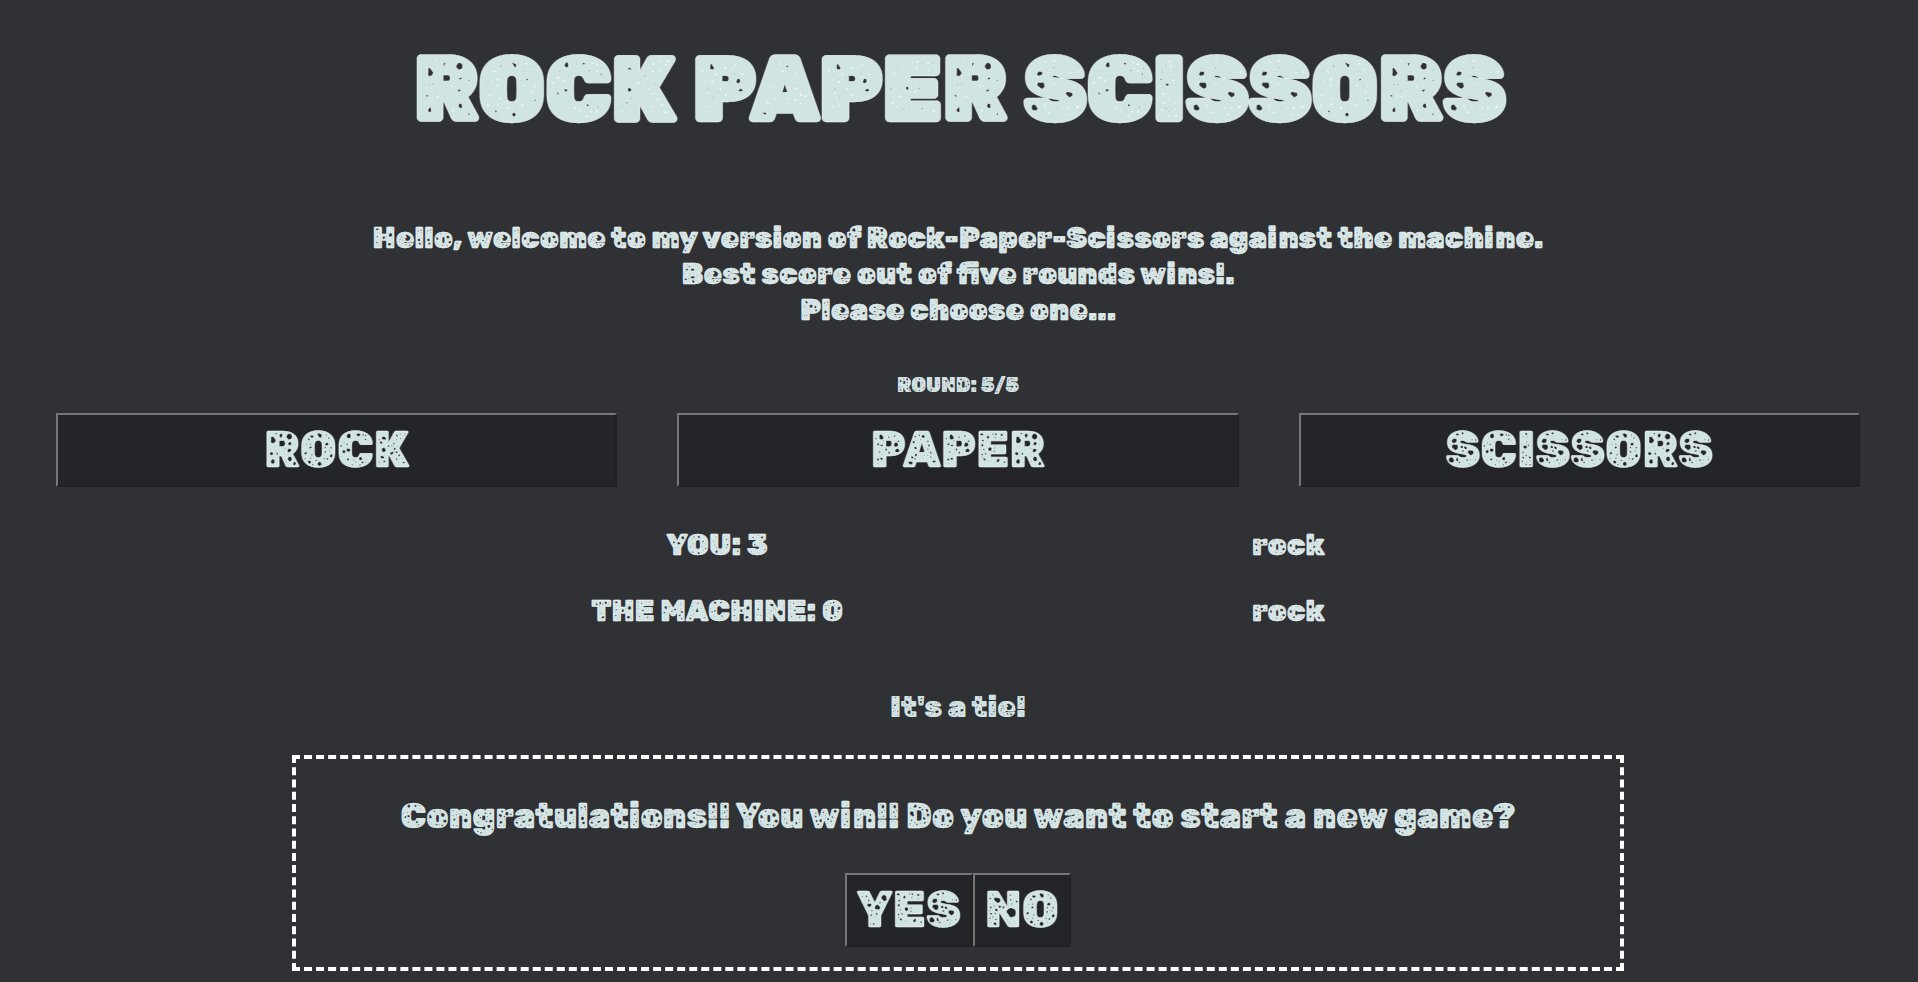 ROCK PAPER SCISSORS
Hello, welcome to my version of Rock-Paper-Scissors against the machine.
Best score out of five rounds wins!.
Please choose one...
ROUND: 5/5
ROCK PAPER SCISSORS
YOU: 3 rock
THE MACHINE: 0 rock
It's a tie!
Congratulations!! You win!! Do you want to start a new game?
YES NO